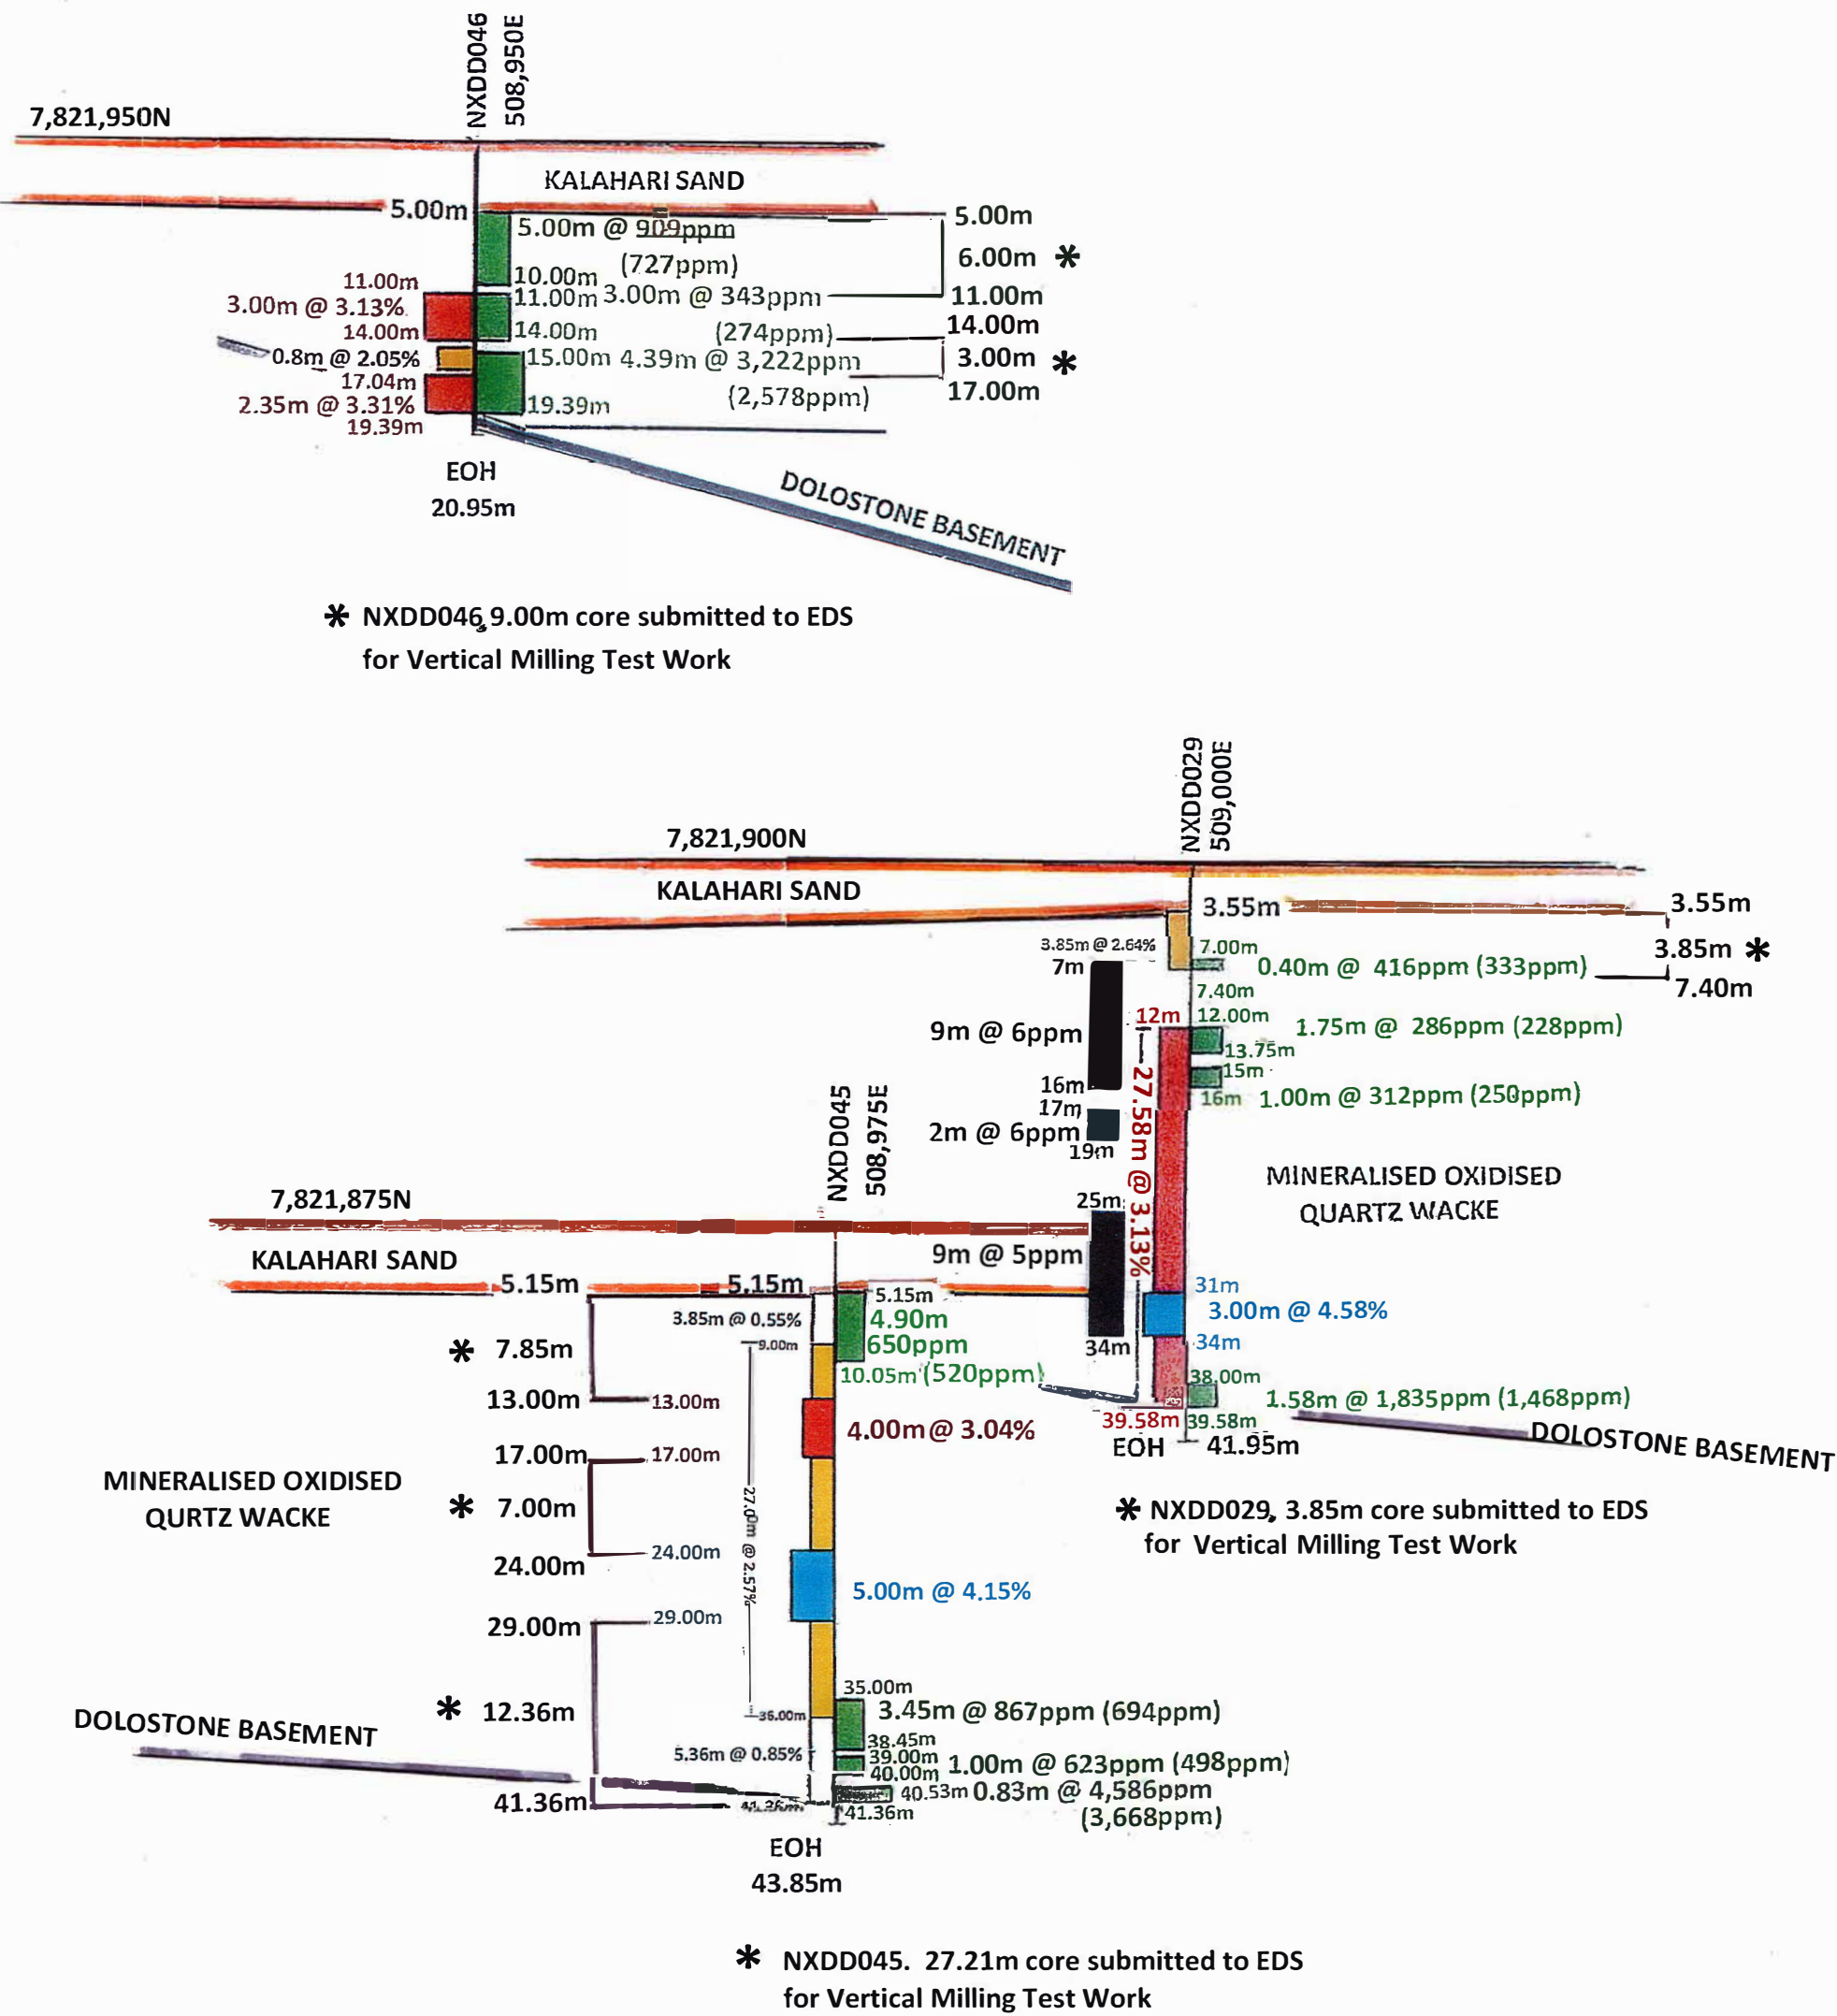 NXDD046
508,950E
7,821,950N
KALAHARI SAND
5.00m
5.00m
5.00m @ 909ppm
(727ppm)
10.00m
6.00m *
11.00m
11.00m 3.00m @ 343ppm
11.00m
3.00m @ 3.13%
14.00m
14.00m
(274ppm)
14.00m
0.8m @ 2.05%
15.00m 4.39m @ 3,222ppm
3.00m *
17.04m
(2,578ppm)
17.00m
2.35m @ 3.31%
19.39m
19.39m
EOH
20.95m
DOLOSTONE BASEMENT
* NXDD046, 9.00m core submitted to EDS
for Vertical Milling Test Work
NXDD029
509,000E
7,821,900N
KALAHARI SAND
3.55m
3.55m
3.85m @ 2.64%
7.00m
3.85m *
7m
0.40m @ 416ppm (333ppm)
7.40m
7.40m
12m
12.00m
1.75m @ 286ppm (228ppm)
9m @ 6ppm
13.75m
15m
16m
16m
1.00m @ 312ppm (250ppm)
17m
2m @ 6ppm
19m
27.58m @ 3.13%
MINERALISED OXIDISED
QUARTZ WACKE
25m
9m @ 5ppm
31m
3.00m @ 4.58%
34m
34m
38.00m
1.58m @ 1,835ppm (1,468ppm)
39.58m
39.58m
EOH
41.95m
DOLOSTONE BASEMENT
* NXDD029, 3.85m core submitted to EDS
for Vertical Milling Test Work
NXDD045
508,975E
7,821,875N
KALAHARI SAND
5.15m
5.15m
5.15m
3.85m @ 0.55%
4.90m
650ppm
* 7.85m
9.00m
10.05m (520ppm)
13.00m
13.00m
4.00m @ 3.04%
17.00m
17.00m
MINERALISED OXIDISED
QURTZ WACKE
* 7.00m
27.00m @ 2.57%
24.00m
24.00m
5.00m @ 4.15%
29.00m
29.00m
35.00m
* 12.36m
36.00m
3.45m @ 867ppm (694ppm)
DOLOSTONE BASEMENT
38.45m
5.36m @ 0.85%
39.00m
1.00m @ 623ppm (498ppm)
40.00m
40.53m 0.83m @ 4,586ppm
41.36m
41.36m
41.36m
(3,668ppm)
EOH
43.85m
* NXDD045. 27.21m core submitted to EDS
for Vertical Milling Test Work